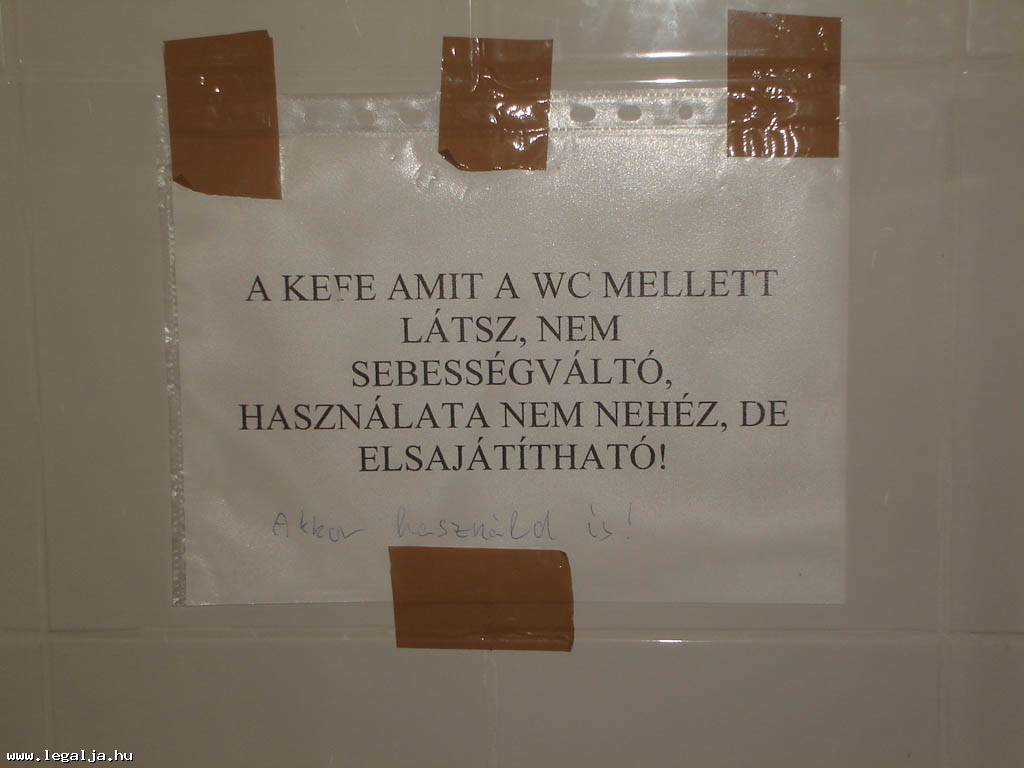 A KEFE AMIT A WC MELLETT
LÁTSZ, NEM
SEBESSÉGVÁLTÓ,
HASZNÁLATA NEM NEHÉZ, DE
ELSAJÁTÍTHATÓ!
Akkor használd is!
www.legalja.hu